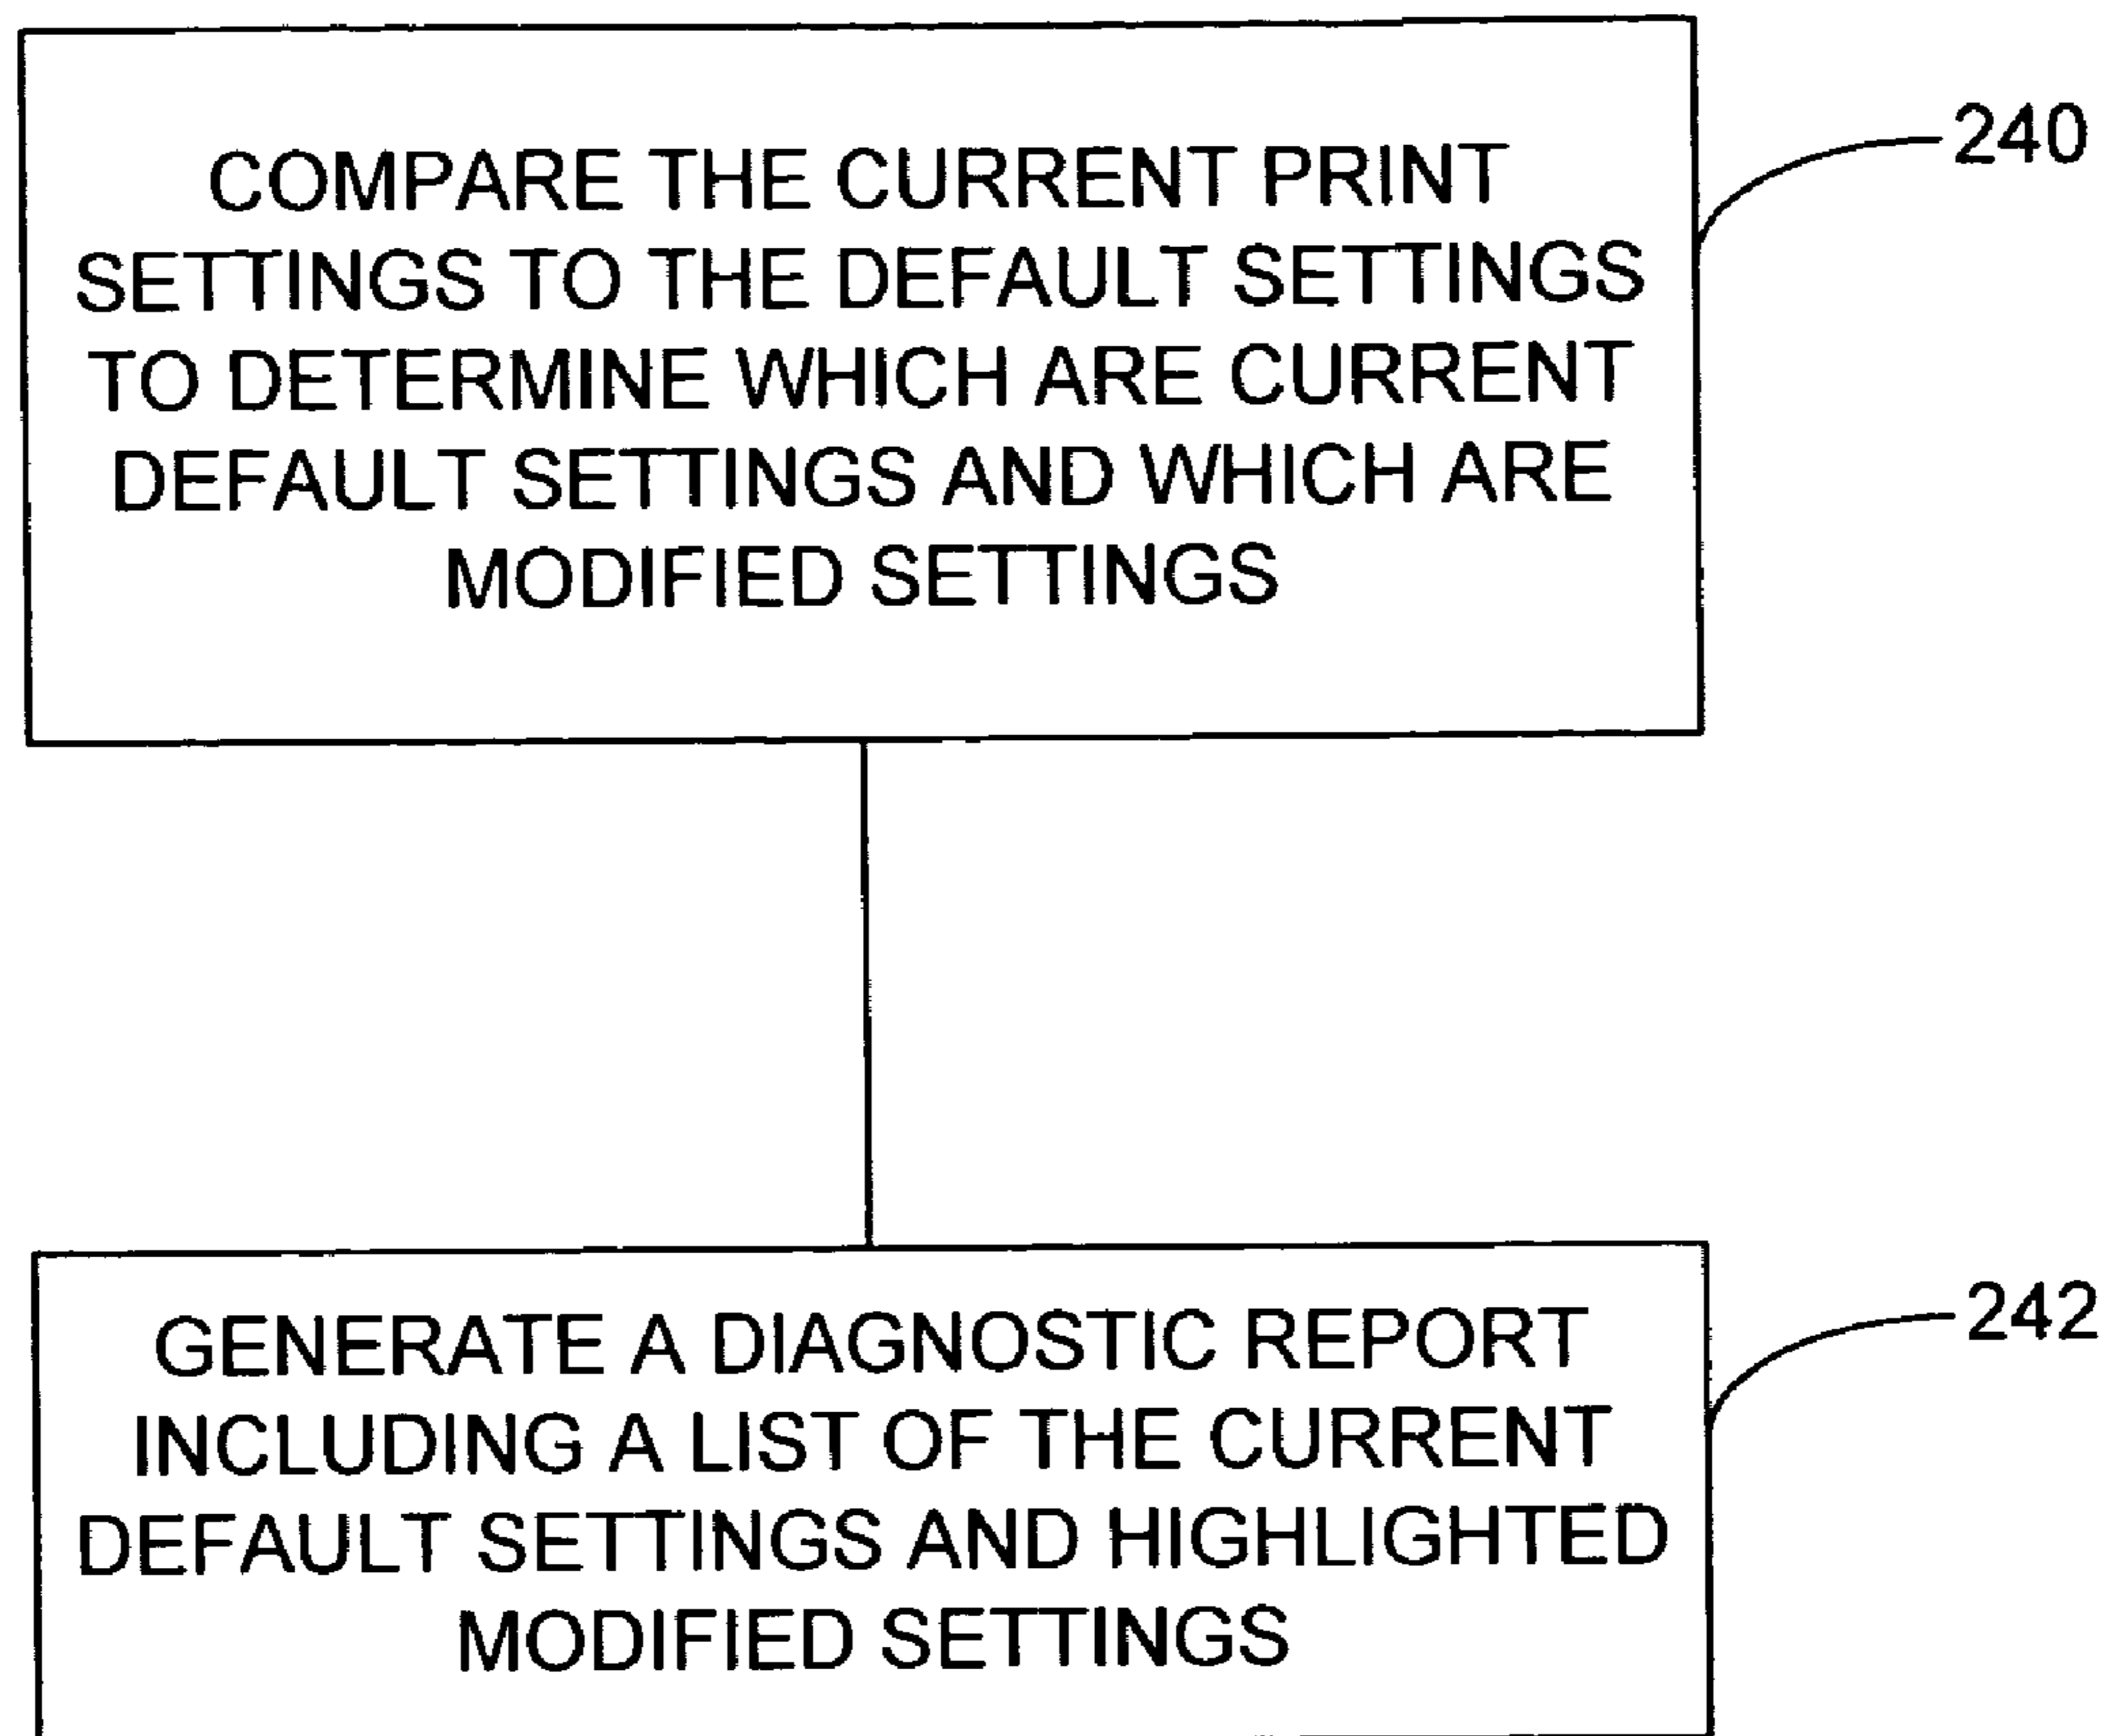 COMPARE THE CURRENT PRINT
SETTINGS TO THE DEFAULT SETTINGS
TO DETERMINE WHICH ARE CURRENT
DEFAULT SETTINGS AND WHICH ARE
MODIFIED SETTINGS
240
GENERATE A DIAGNOSTIC REPORT
INCLUDING A LIST OF THE CURRENT
DEFAULT SETTINGS AND HIGHLIGHTED
MODIFIED SETTINGS
242